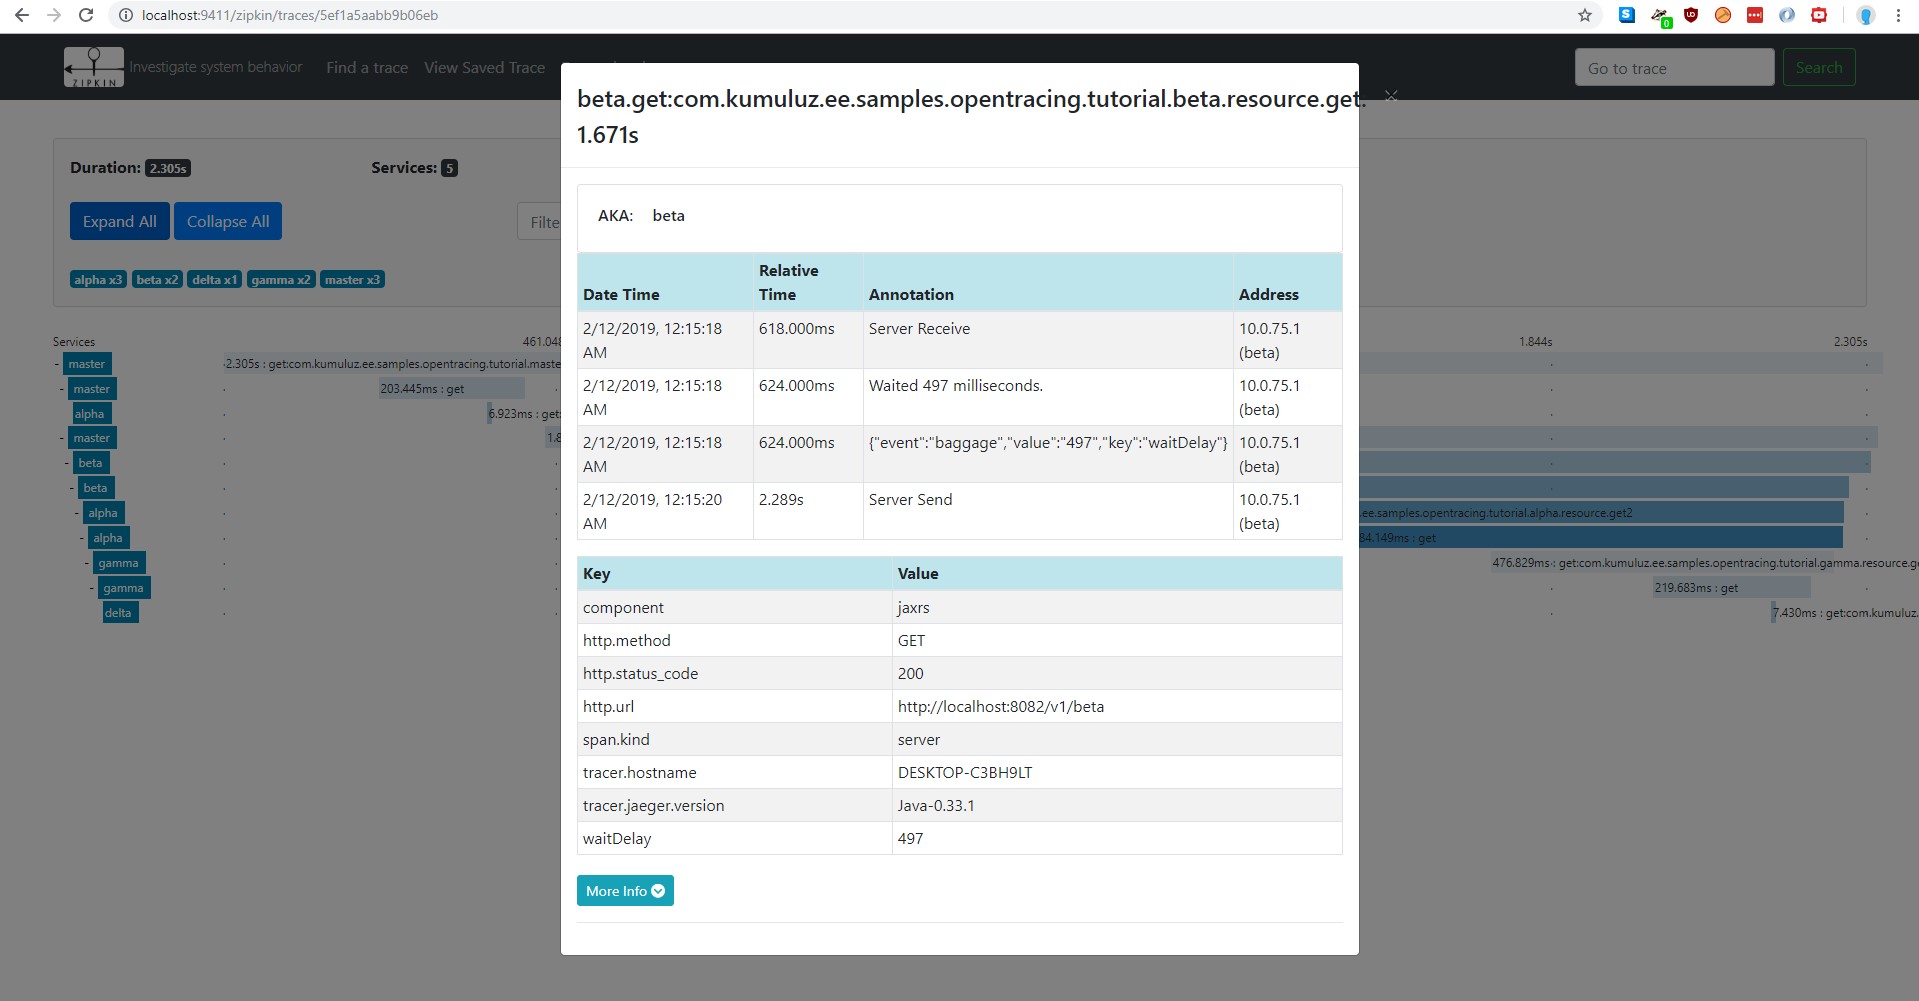 localhost:9411/zipkin/traces/5ef1a5aabb9b06eb
ZIPKIN
Investigate system behavior
Find a trace
View Saved Trace
Go to trace
Search
beta.get:com.kumuluz.ee.samples.opentracing.tutorial.beta.resource.get:
1.671s
Duration: 2.305s
Services: 5
Expand All
Collapse All
Filte
alpha x3
beta x2
delta x1
gamma x2
master x3
AKA: beta
Date Time
Relative
Time
Annotation
Address
2/12/2019, 12:15:18
AM
618.000ms
Server Receive
10.0.75.1
(beta)
2/12/2019, 12:15:18
AM
624.000ms
Waited 497 milliseconds.
10.0.75.1
(beta)
2/12/2019, 12:15:18
AM
624.000ms
{"event":"baggage","value":"497","key":"waitDelay"}
10.0.75.1
(beta)
2/12/2019, 12:15:20
AM
2.289s
Server Send
10.0.75.1
(beta)
Key
Value
component
jaxrs
http.method
GET
http.status_code
200
http.url
http://localhost:8082/v1/beta
span.kind
server
tracer.hostname
DESKTOP-C3BH9LT
tracer.jaeger.version
Java-0.33.1
waitDelay
497
More Info
Services
461.048
1.844s
2.305s
- master
2.305s : get:com.kumuluz.ee.samples.opentracing.tutorial.maste
- master
203.445ms : get
alpha
6.923ms : get:
- master
1.8
- beta
- beta
- alpha
.ee.samples.opentracing.tutorial.alpha.resource.get2
- alpha
84.149ms : get
- gamma
476.829ms : get:com.kumuluz.ee.samples.opentracing.tutorial.gamma.resource.ge
- gamma
219.683ms : get
delta
7.430ms : get:com.kumuluz.